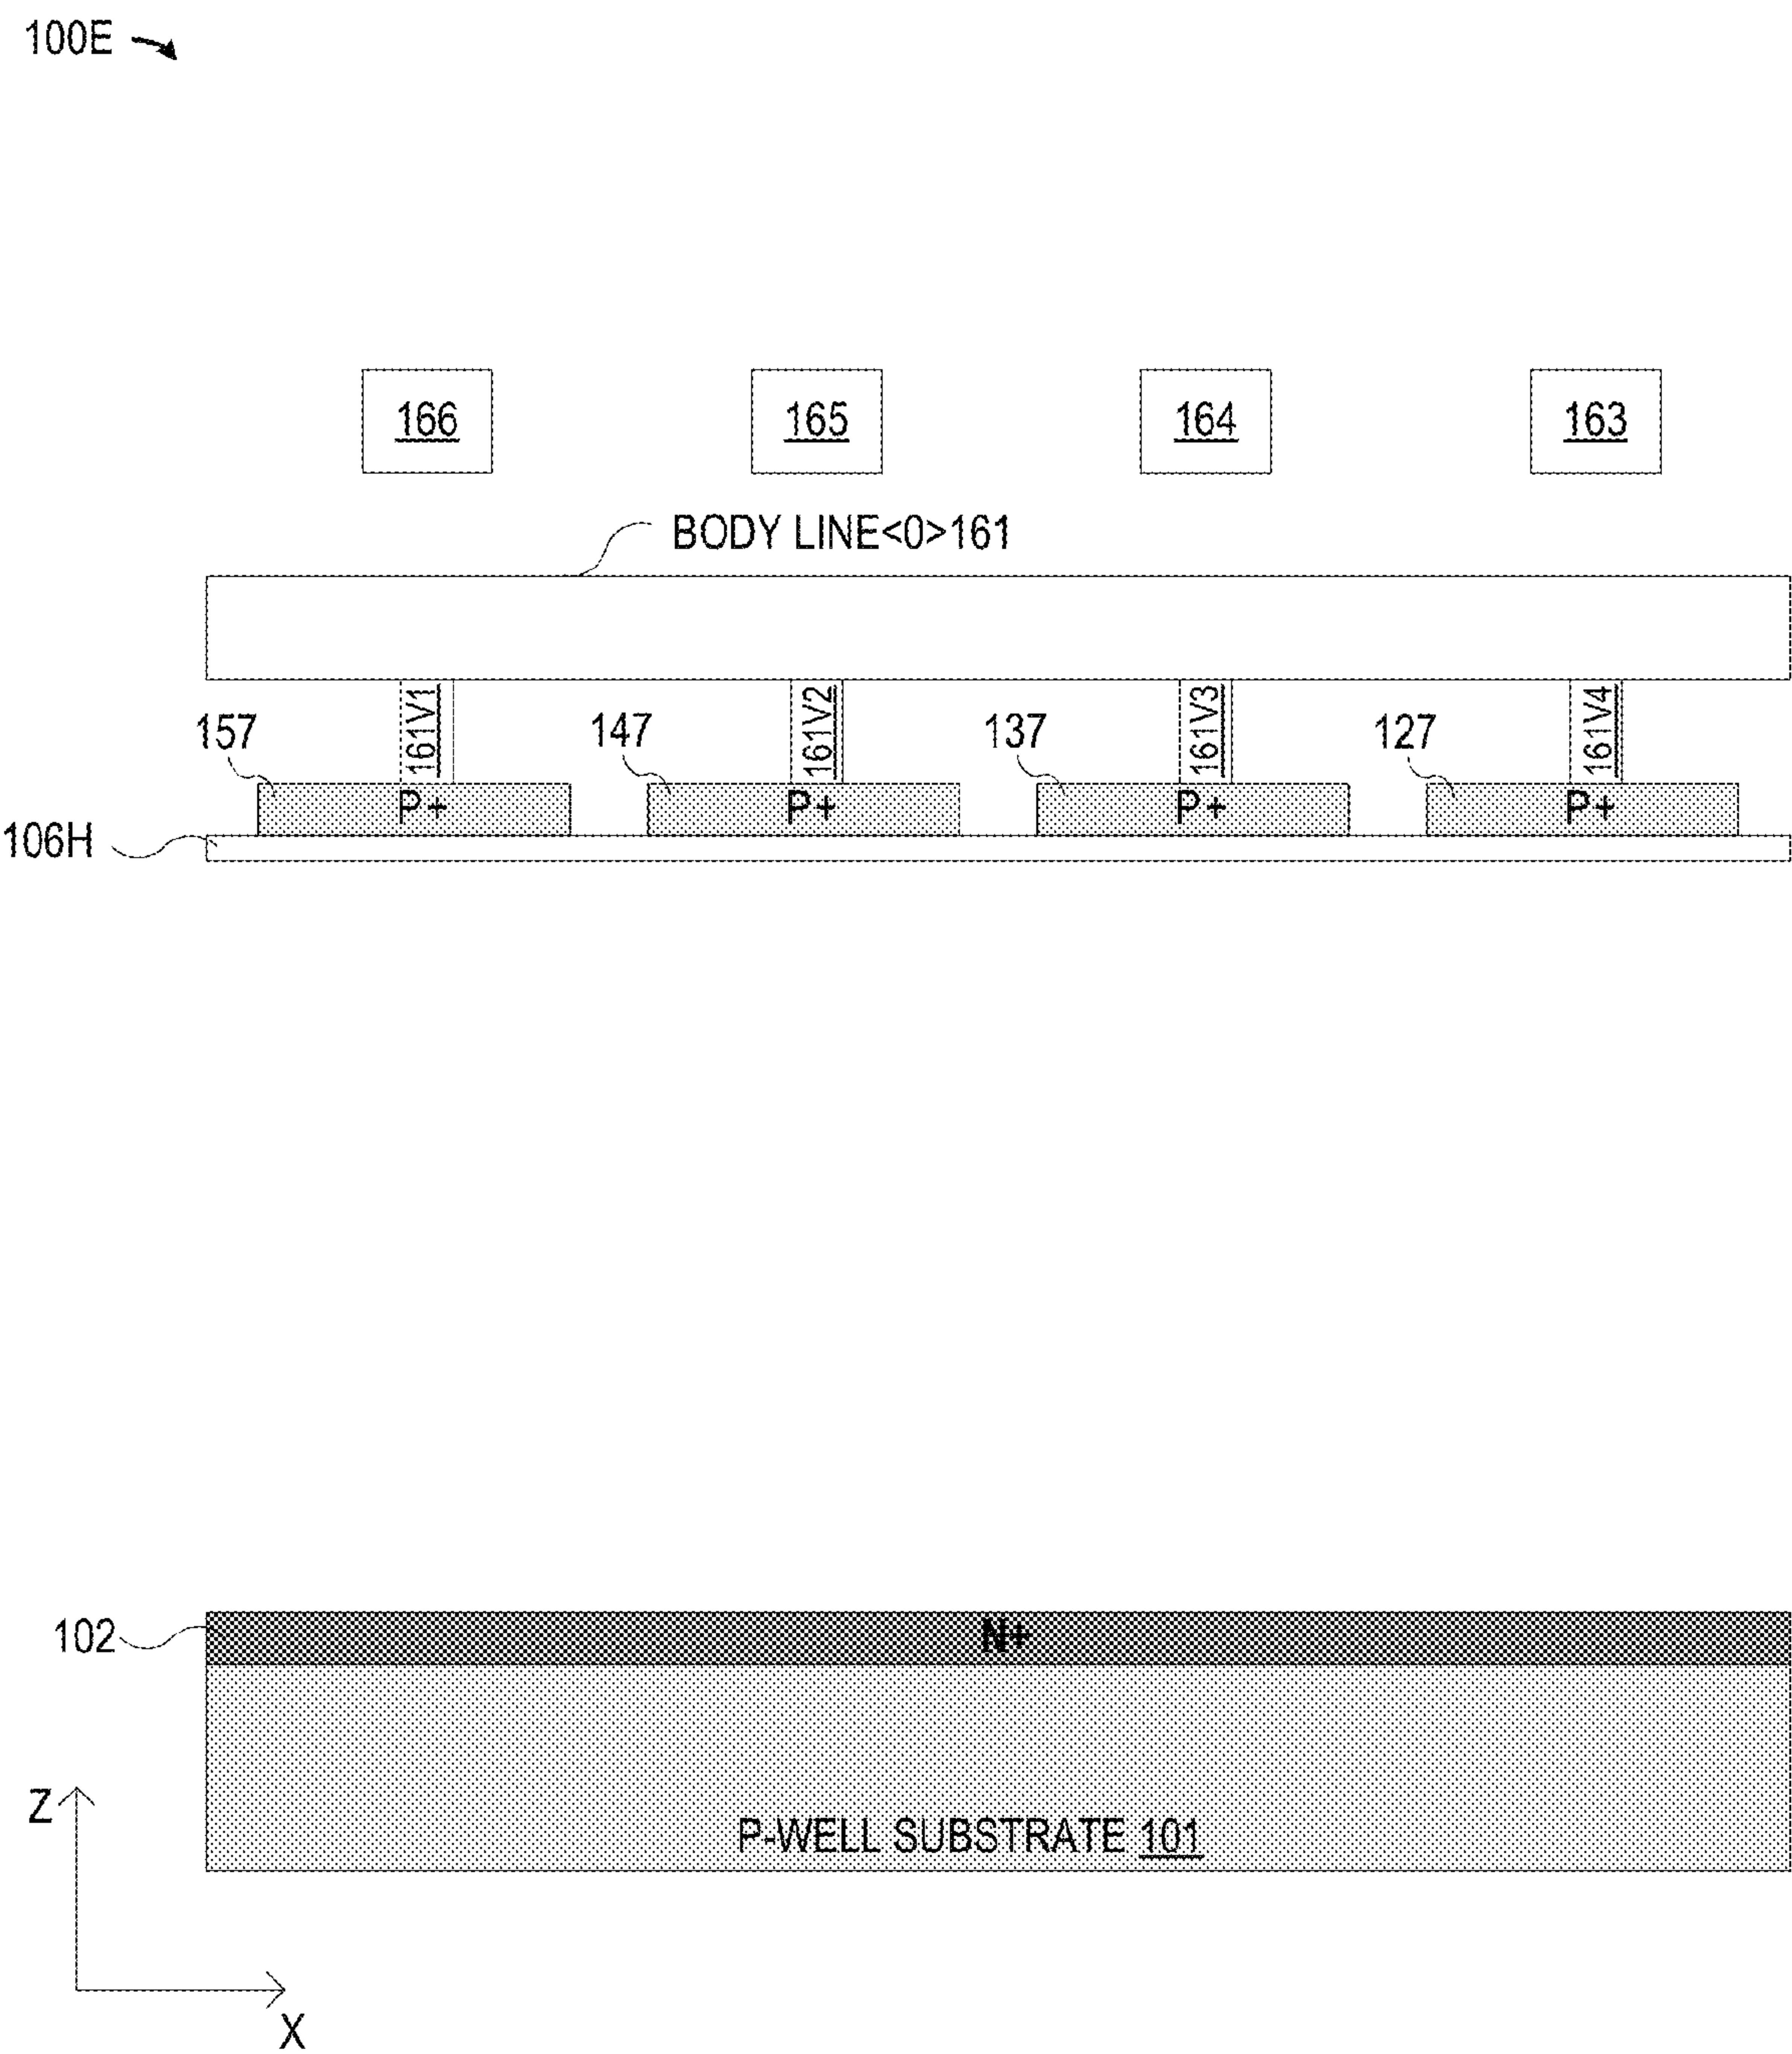 100E
166 165 164 163
BODY LINE<0>161
161V1 161V2 161V3 161V4
157 147 137 127
P+ P+ P+ P+
106H
102 N+
Z
P-WELL SUBSTRATE 101
X